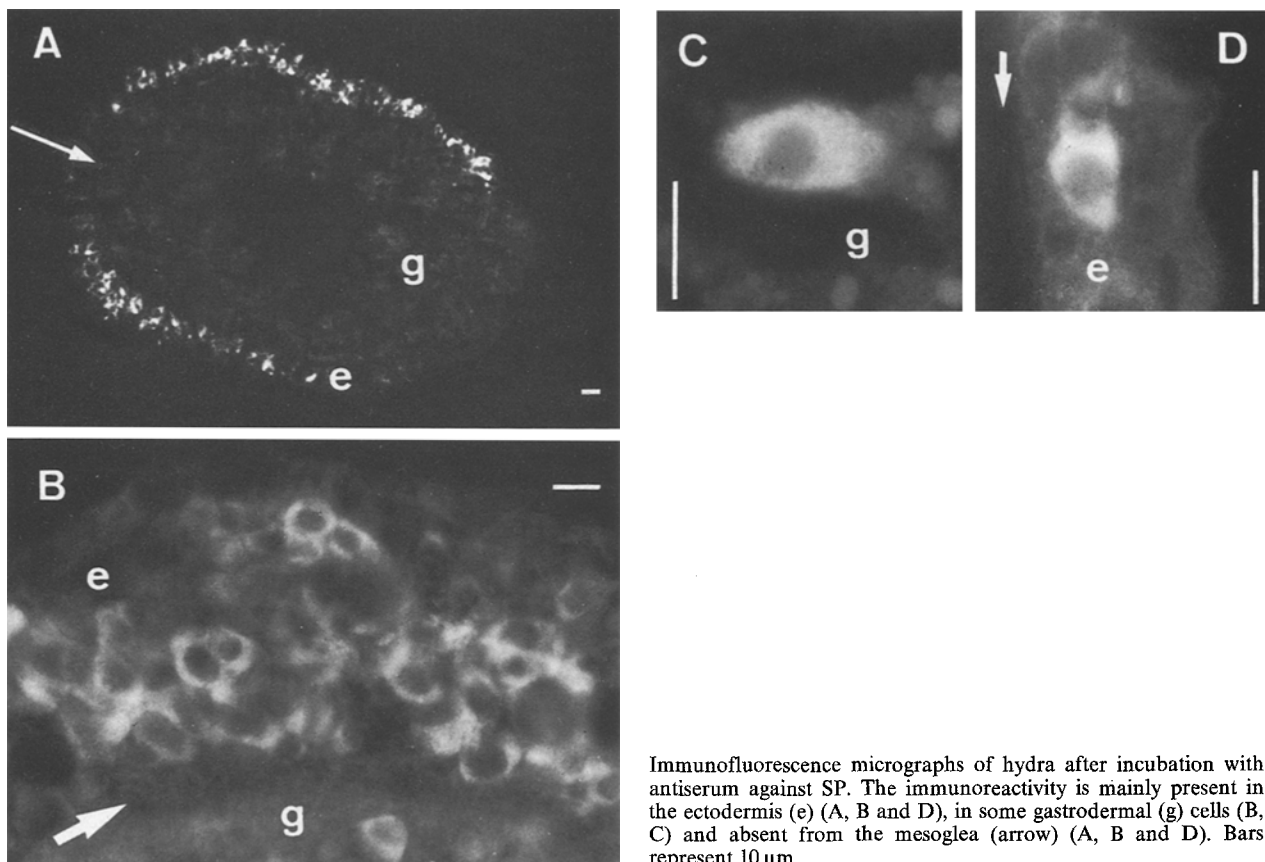 A
g
e
B
e
g
C
g
D
e
Immunofluorescence micrographs of hydra after incubation with
antiserum against SP. The immunoreactivity is mainly present in
the ectodermis (e) (A, B and D), in some gastrodermal (g) cells (B,
C) and absent from the mesoglea (arrow) (A, B and D). Bars
represent 10 µm